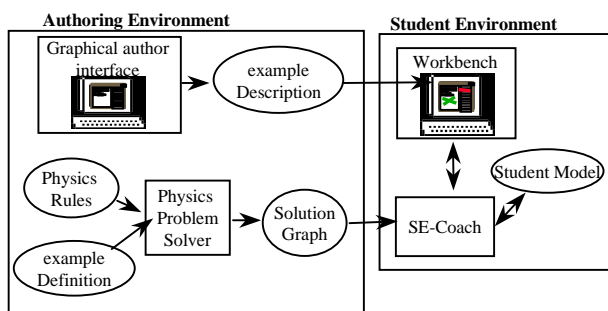 Authoring Environment
Student Environment
Graphical author
interface
example
Description
Workbench
Physics
Rules
Physics
Problem
Solver
Solution
Graph
example
Definition
SE-Coach
Student Model